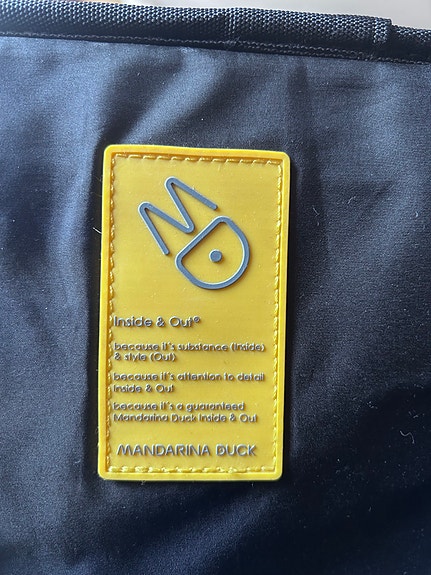 Inside & Out®
because it's substance (Inside)
& style (Out)
because it's attention to detail
Inside & Out
because it's a guaranteed
Mandarina Duck Inside & Out
MANDARINA DUCK